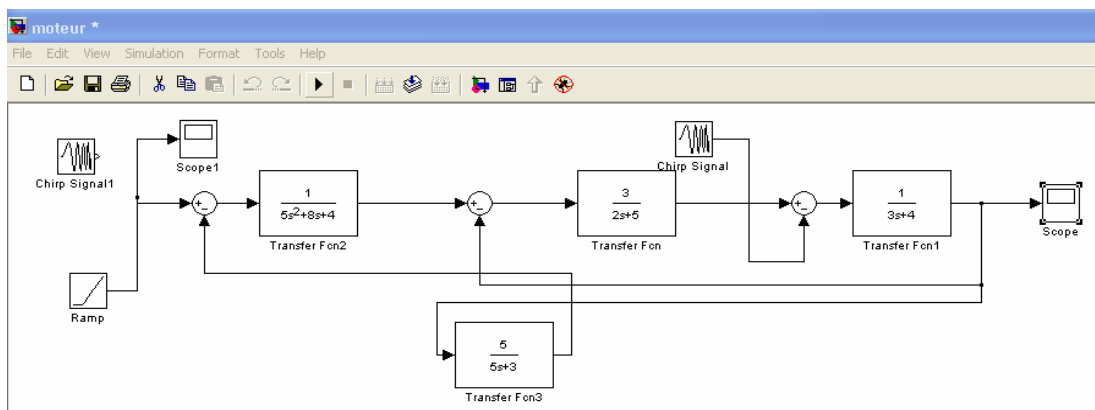 moteur *
File Edit View Simulation Format Tools Help
Chirp Signal1
Scope1
+
-
1
5s²+8s+4
Transfer Fcn2
+
-
3
2s+5
Transfer Fcn
Chirp Signal
+
-
1
3s+4
Transfer Fcn1
Scope
Ramp
5
5s+3
Transfer Fcn3